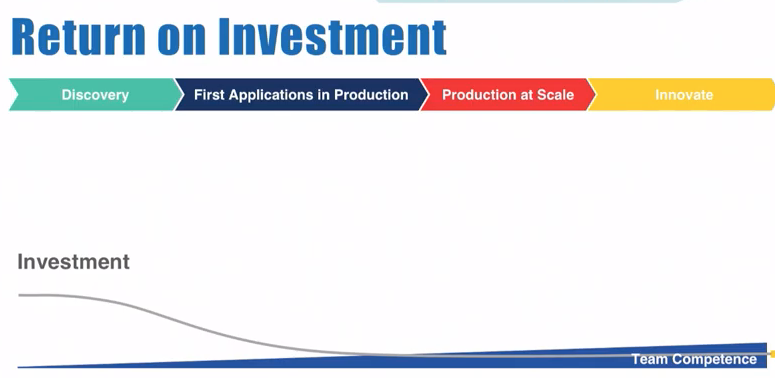 Return on Investment
Discovery
First Applications in Production
Production at Scale
Innovate
Investment
Team Competence